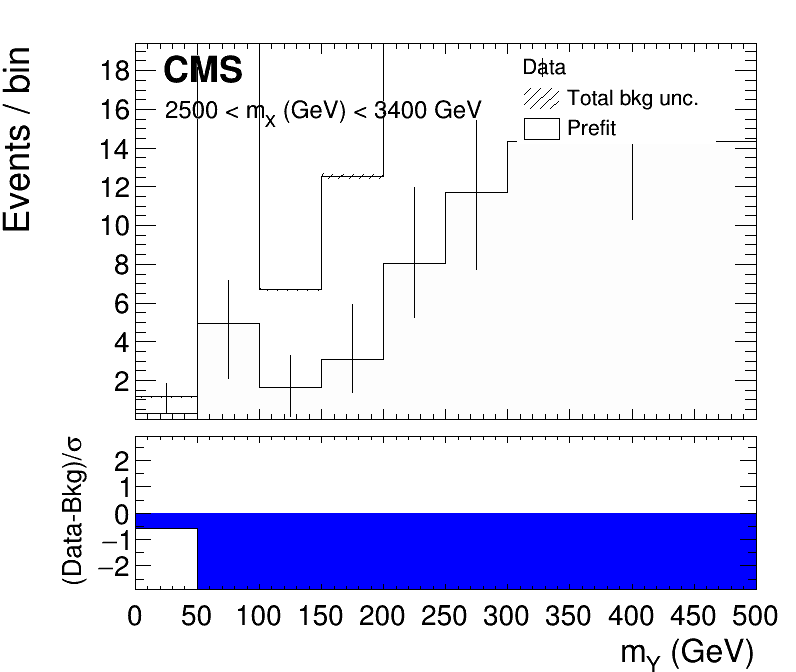 CMS
2500 < mX (GeV) < 3400 GeV
Data
Total bkg unc.
Prefit
Events / bin
18
16
14
12
10
8
6
4
2
(Data-Bkg)/σ
2
1
0
−1
−2
0 50 100 150 200 250 300 350 400 450 500
mY (GeV)